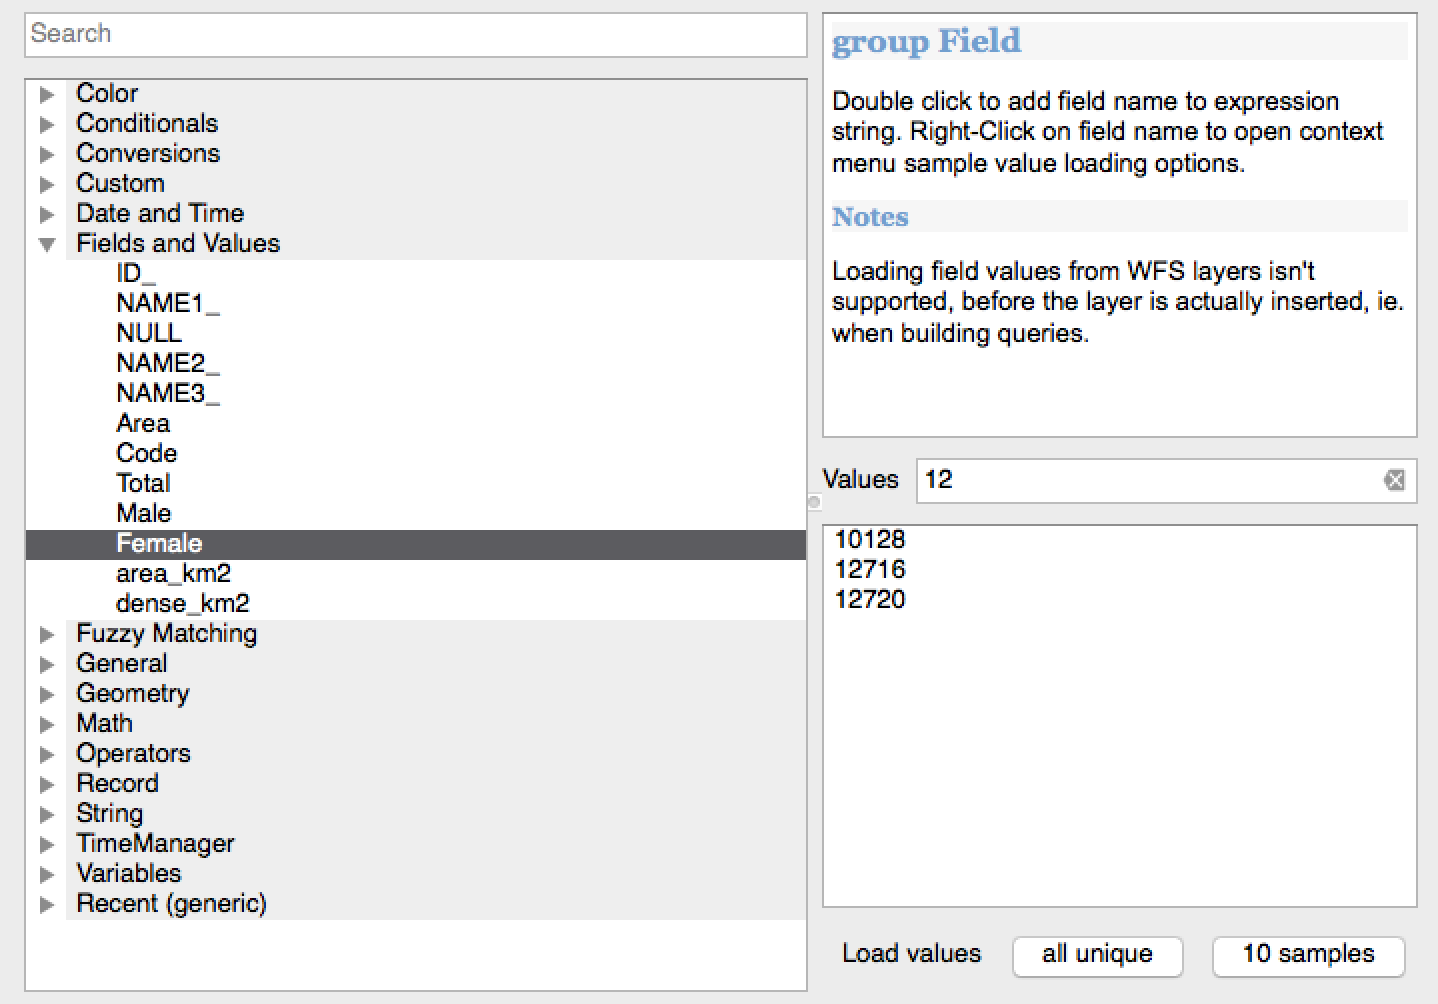 Search
Color
Conditionals
Conversions
Custom
Date and Time
Fields and Values
ID_
NAME1_
NULL
NAME2_
NAME3_
Area
Code
Total
Male
Female
area_km2
dense_km2
Fuzzy Matching
General
Geometry
Math
Operators
Record
String
TimeManager
Variables
Recent (generic)
group Field
Double click to add field name to expression
string. Right-Click on field name to open context
menu sample value loading options.
Notes
Loading field values from WFS layers isn't
supported, before the layer is actually inserted, ie.
when building queries.
Values 12
10128
12716
12720
Load values all unique 10 samples